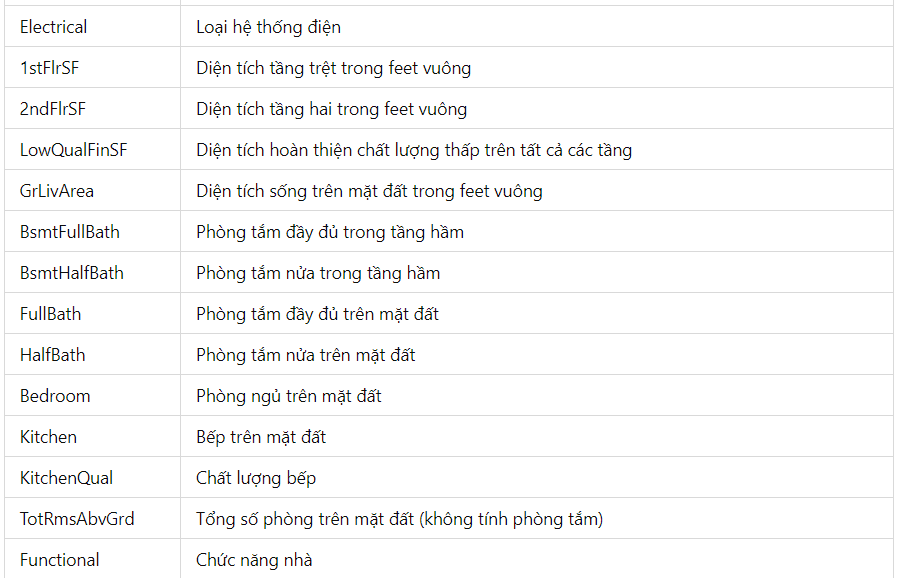 Electrical Loại hệ thống điện
1stFlrSF Diện tích tầng trệt trong feet vuông
2ndFlrSF Diện tích tầng hai trong feet vuông
LowQualFinSF Diện tích hoàn thiện chất lượng thấp trên tất cả các tầng
GrLivArea Diện tích sống trên mặt đất trong feet vuông
BsmtFullBath Phòng tắm đầy đủ trong tầng hầm
BsmtHalfBath Phòng tắm nửa trong tầng hầm
FullBath Phòng tắm đầy đủ trên mặt đất
HalfBath Phòng tắm nửa trên mặt đất
Bedroom Phòng ngủ trên mặt đất
Kitchen Bếp trên mặt đất
KitchenQual Chất lượng bếp
TotRmsAbvGrd Tổng số phòng trên mặt đất (không tính phòng tắm)
Functional Chức năng nhà